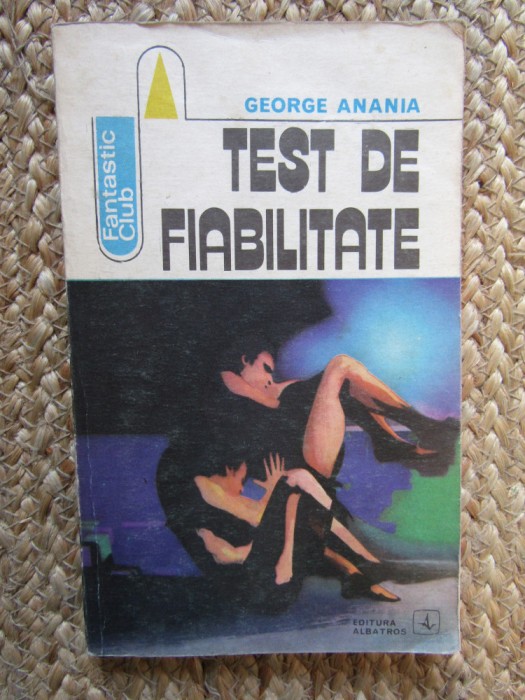 GEORGE ANANIA
TEST DE
FIABILITATE
Fantastic
Club
EDITURA
ALBATROS